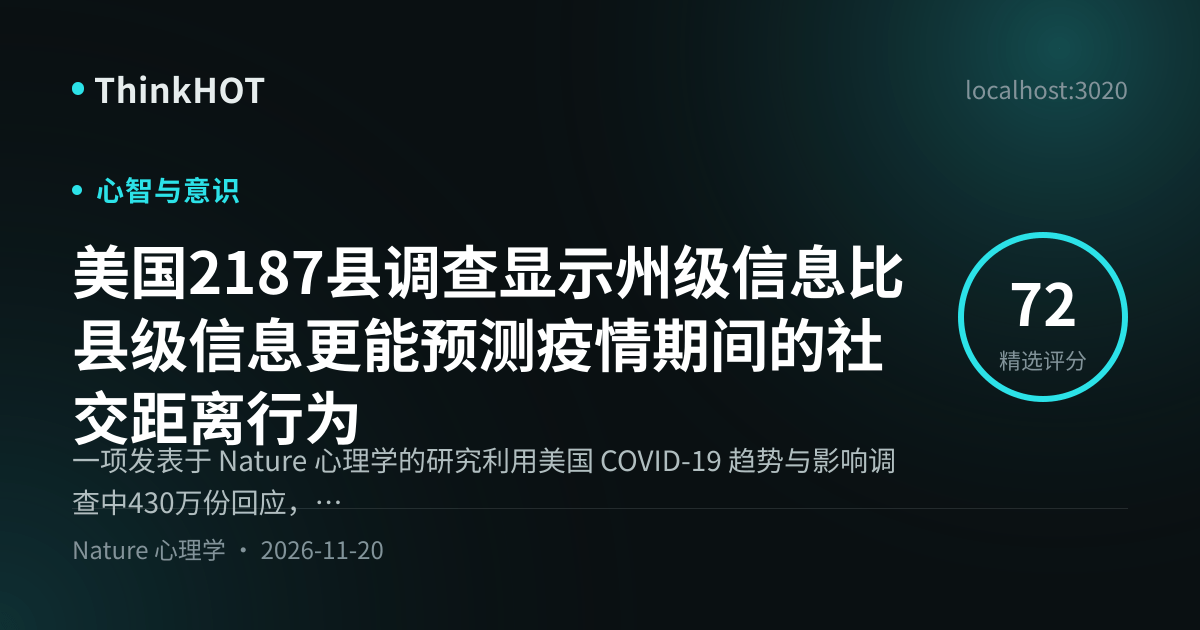 ThinkHOT
localhost:3020
心智与意识
美国2187县调查显示州级信息比
县级信息更能预测疫情期间的社
交距离行为
72
精选评分
一项发表于 Nature 心理学的研究利用美国 COVID-19 趋势与影响调
查中430万份回应，…
Nature 心理学 · 2026-11-20